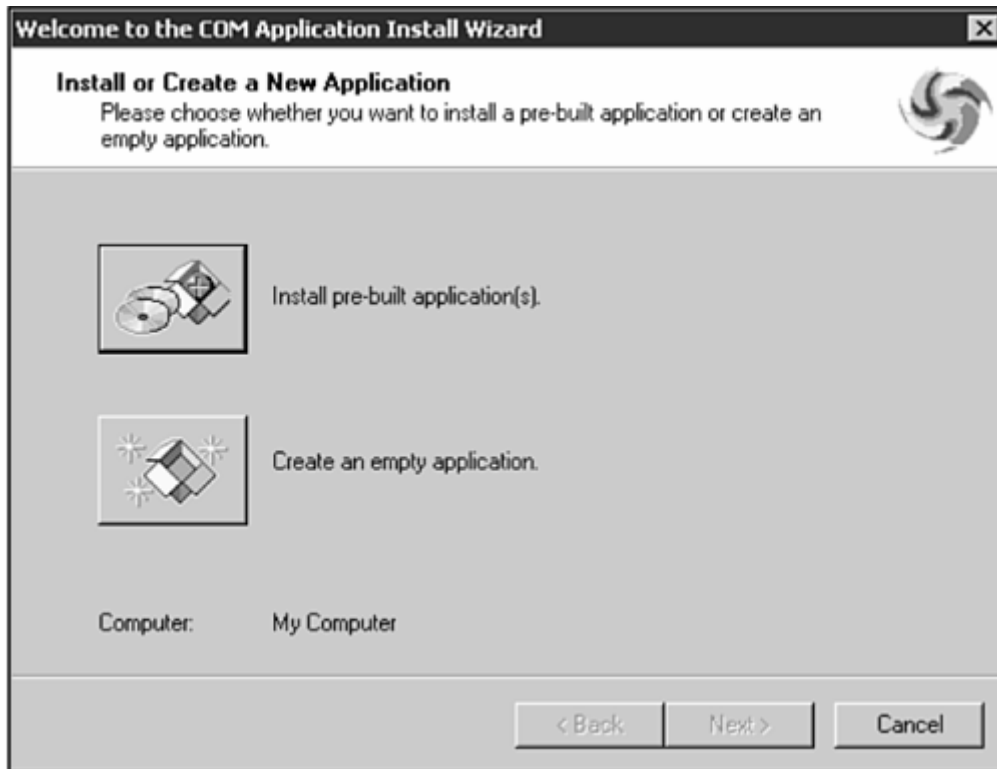 Welcome to the COM Application Install Wizard
Install or Create a New Application
Please choose whether you want to install a pre-built application or create an
empty application.
Install pre-built application(s).
Create an empty application.
Computer: My Computer
< Back Next > Cancel